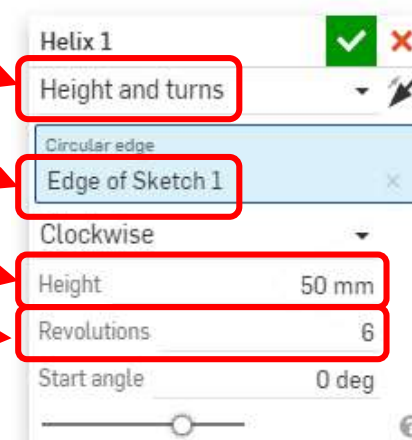 Helix 1
Height and turns
Circular edge
Edge of Sketch 1
Clockwise
Height 50 mm
Revolutions 6
Start angle 0 deg